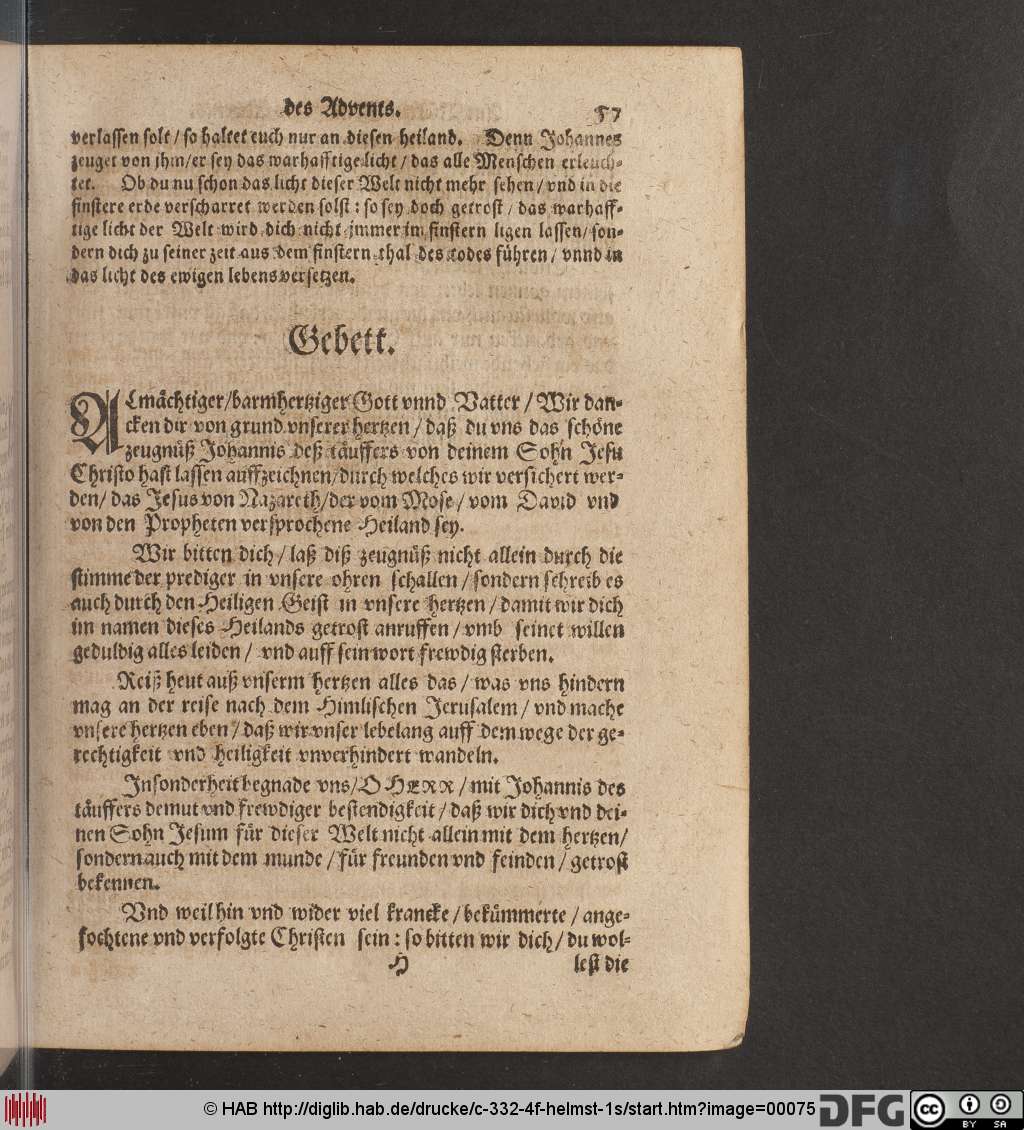 des Advents. 57
verlassen solt / so haltet euch nur an diesen heiland. Denn Johannes
zeuget von jhm/er sey das warhafftige licht / das alle Menschen erleuch-
tet. Ob du nu schon das licht dieser Welt nicht mehr sehen / vnd in die
finstere erde verscharret werden solst : so sey doch getrost / das warhaff-
tige licht der Welt wird dich nicht jmmer im finstern ligen lassen/ son-
dern dich zu seiner zeit aus dem finstern thal des todes führen / vnnd in
das licht des ewigen lebens versetzen.
Gebett.
ALmächtiger/barmhertziger Gott vnnd Vatter / Wir dan-
cken dir von grund vnserer hertzen / daß du vns das schöne
zeugnüß Johannis deß täuffers von deinem Sohn Jesu
Christo hast lassen auffzeichnen/durch welches wir versichert wer-
den/ das Jesus von Nazareth/der vom Mose / vom David vnd
von den Propheten versprochene Heiland sey.
Wir bitten dich / laß diß zeugnüß nicht allein durch die
stimme der prediger in vnsere ohren schallen / sondern schreib es
auch durch den Heiligen Geist in vnsere hertzen / damit wir dich
im namen dieses Heilands getrost anruffen / vmb seinet willen
geduldig alles leiden / vnd auff sein wort frewdig sterben.
Reiß heut auß vnserm hertzen alles das / was vns hindern
mag an der reise nach dem Himlischen Jerusalem / vnd mache
vnsere hertzen eben / daß wir vnser lebelang auff dem wege der ge-
rechtigkeit vnd heiligkeit vnverhindert wandeln.
Insonderheit begnade vns/ O HERR / mit Johannis des
täuffers demut vnd frewdiger bestendigkeit / daß wir dich vnd dei-
nen Sohn Jesum für dieser Welt nicht allein mit dem hertzen/
sondern auch mit dem munde / für freunden vnd feinden / getrost
bekennen.
Vnd weil hin vnd wider viel krancke / bekümmerte / ange-
fochtene vnd verfolgte Christen sein : so bitten wir dich / du wol-
H lest die
© HAB http://diglib.hab.de/drucke/c-332-4f-helmst-1s/start.htm?image=00075 DFG cc BY SA